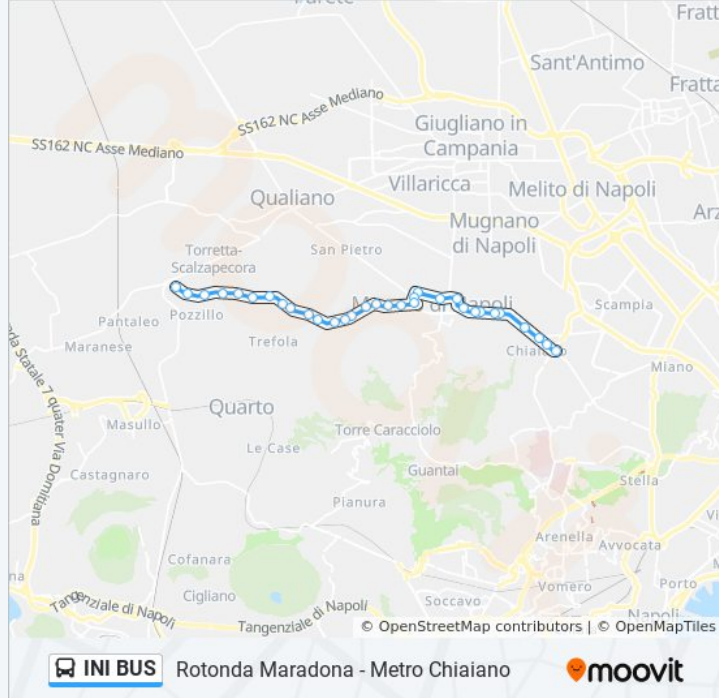 Fratt
Sant'Antimo
Fratta
SS162 NC Asse Mediano
Giugliano in
Campania
SS162 NC Asse Mediano
Villaricca
Melito di Napoli
Qualiano
Arz
Mugnano
di Napoli
Torretta-
Scalzapecora
San Pietro
Pozzillo
Scampia
Pantaleo
Trefola
Maranese
Miano
Quarto
Masullo
Torre Caracciolo
Le Case
Guantai
Castagnaro
Stella
Pianura
Arenella
Avvocata
Cofanara
Vomero
Porto
Cigliano
Soccavo
Tangenziale di Napoli
Tangenziale di Napoli
Napoli
© OpenStreetMap contributors | © OpenMapTiles
INI BUS
Rotonda Maradona - Metro Chiaiano
moovit